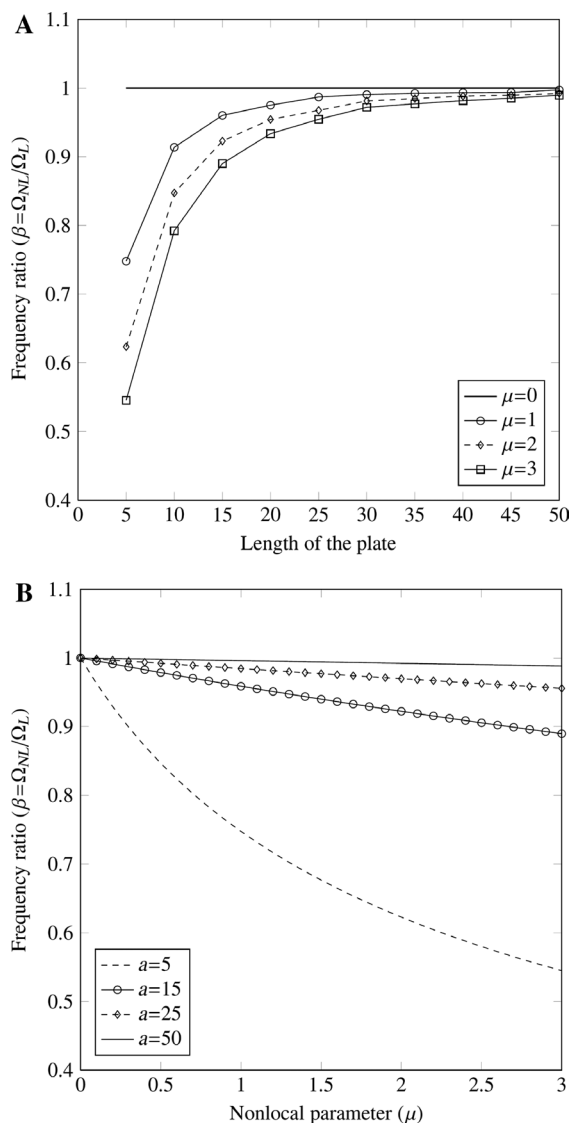 A
1.1
1
0.9
0.8
0.7
0.6
0.5
0.4
Frequency ratio (β=Ω_NL/Ω_L)
μ=0
μ=1
μ=2
μ=3
0 5 10 15 20 25 30 35 40 45 50
Length of the plate
B
1.1
1
0.9
0.8
0.7
0.6
0.5
0.4
Frequency ratio (β=Ω_NL/Ω_L)
a=5
a=15
a=25
a=50
0 0.5 1 1.5 2 2.5 3
Nonlocal parameter (μ)